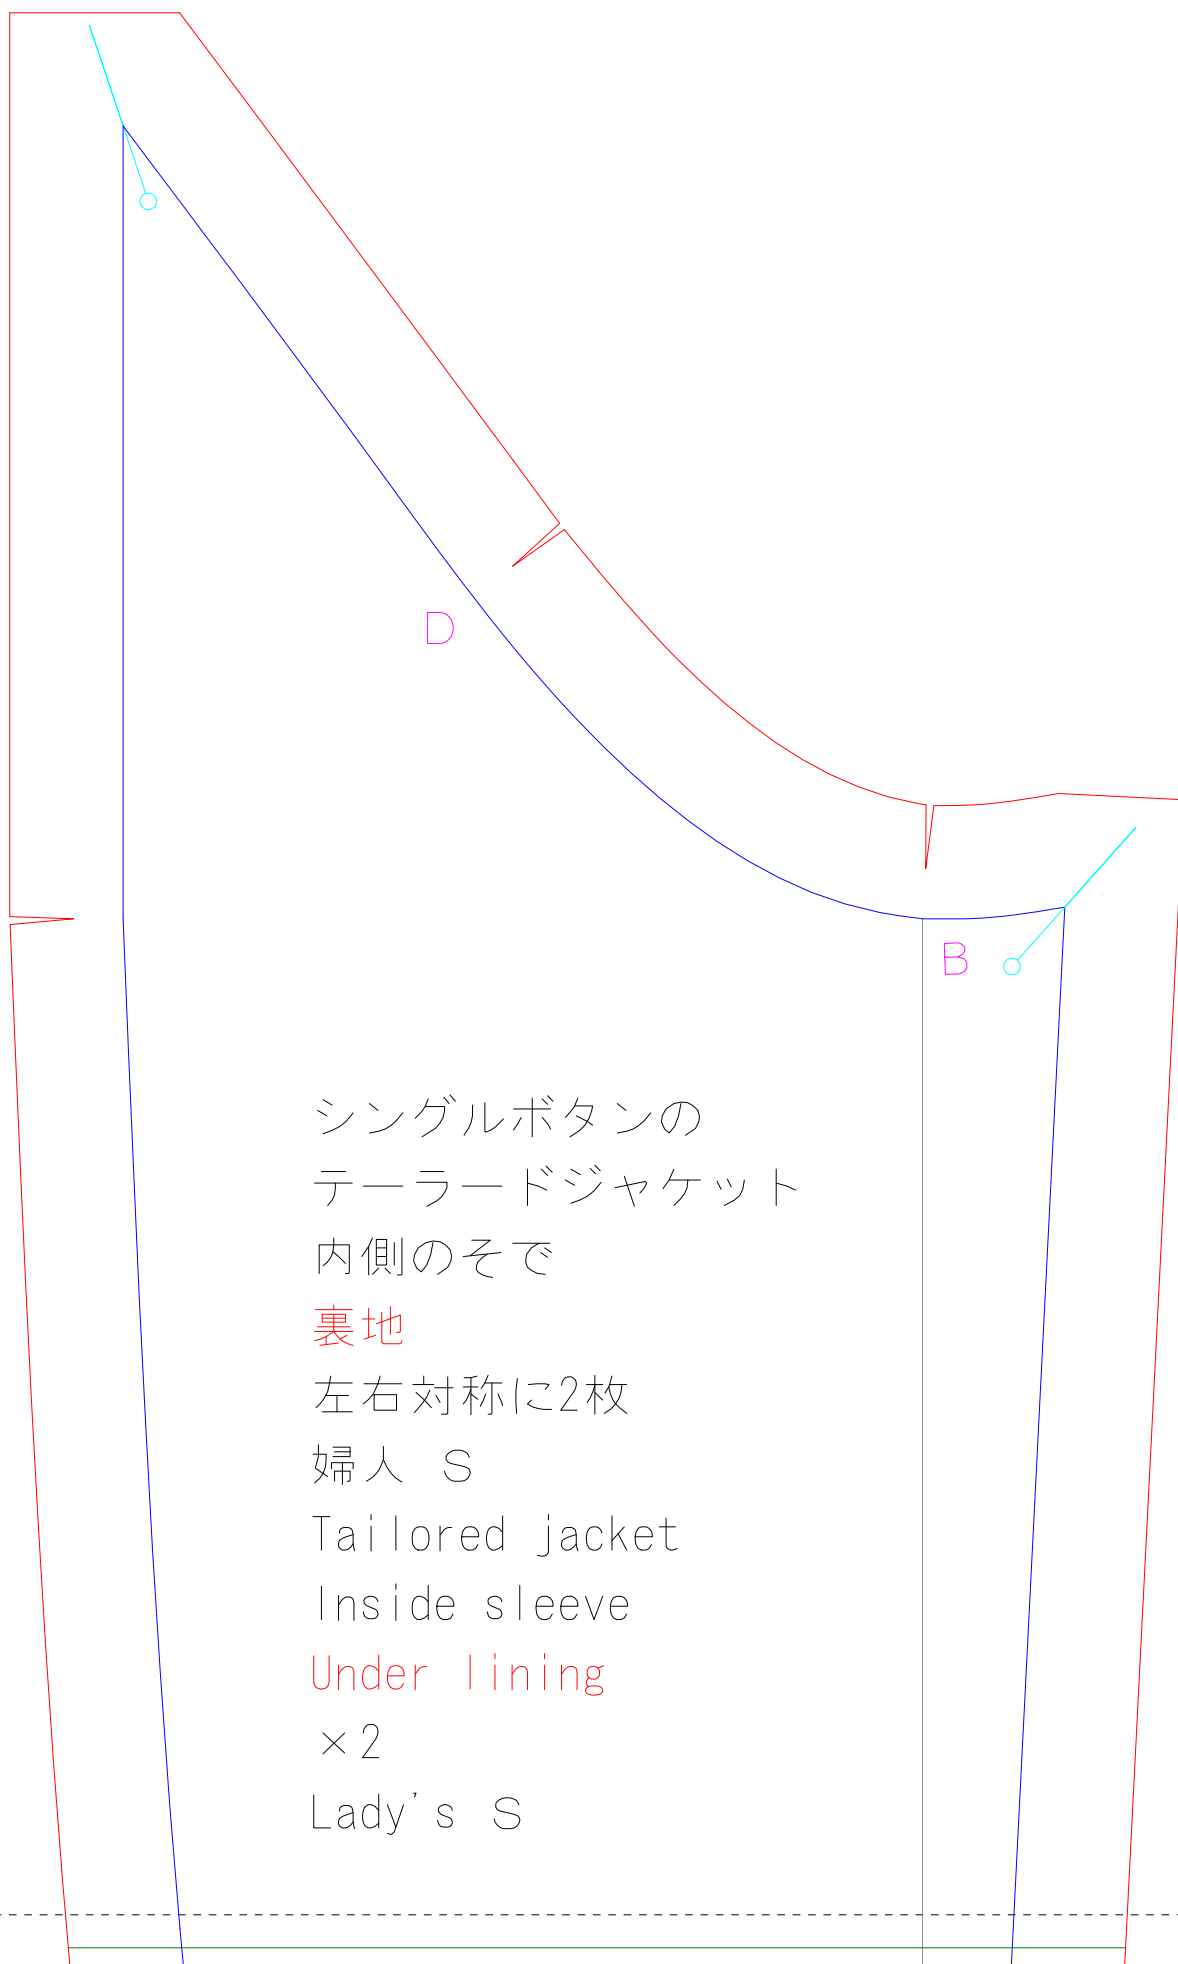 D
B
シングルボタンの
テーラードジャケット
内側のそで
裏地
左右対称に2枚
婦人 S
Tailored jacket
Inside sleeve
Under lining
×2
Lady's S